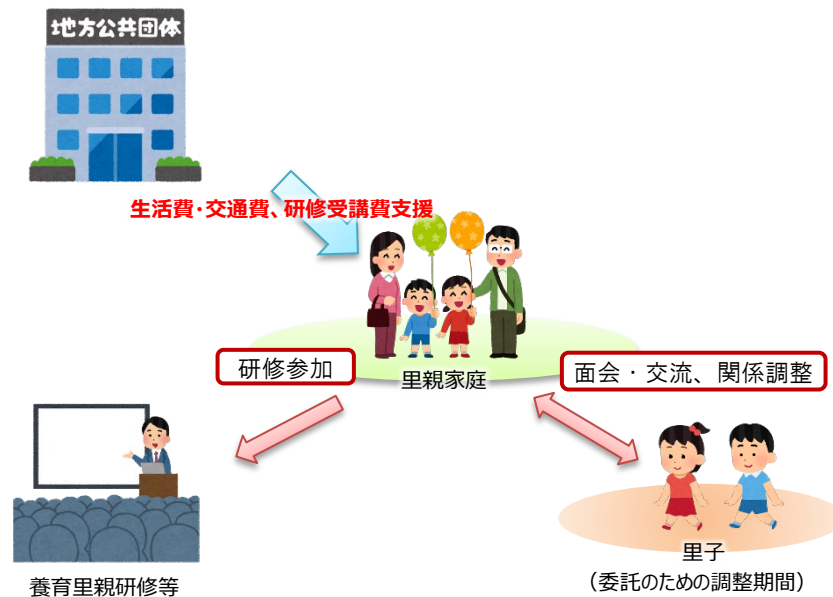 地方公共団体
生活費・交通費、研修受講費支援
研修参加
里親家庭
面会・交流、関係調整
養育里親研修等
里子
（委託のための調整期間）